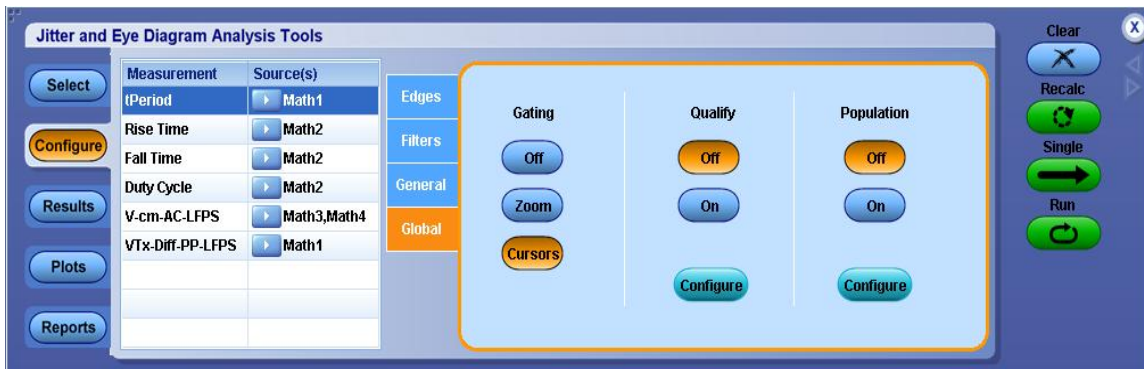 Jitter and Eye Diagram Analysis Tools
Select
Configure
Results
Plots
Reports
Measurement Source(s)
tPeriod Math1
Rise Time Math2
Fall Time Math2
Duty Cycle Math2
V-cm-AC-LFPS Math3,Math4
VTx-Diff-PP-LFPS Math1
Edges
Filters
General
Global
Gating
Off
Zoom
Cursors
Qualify
Off
On
Configure
Population
Off
On
Configure
Clear
X
Recalc
Single
Run